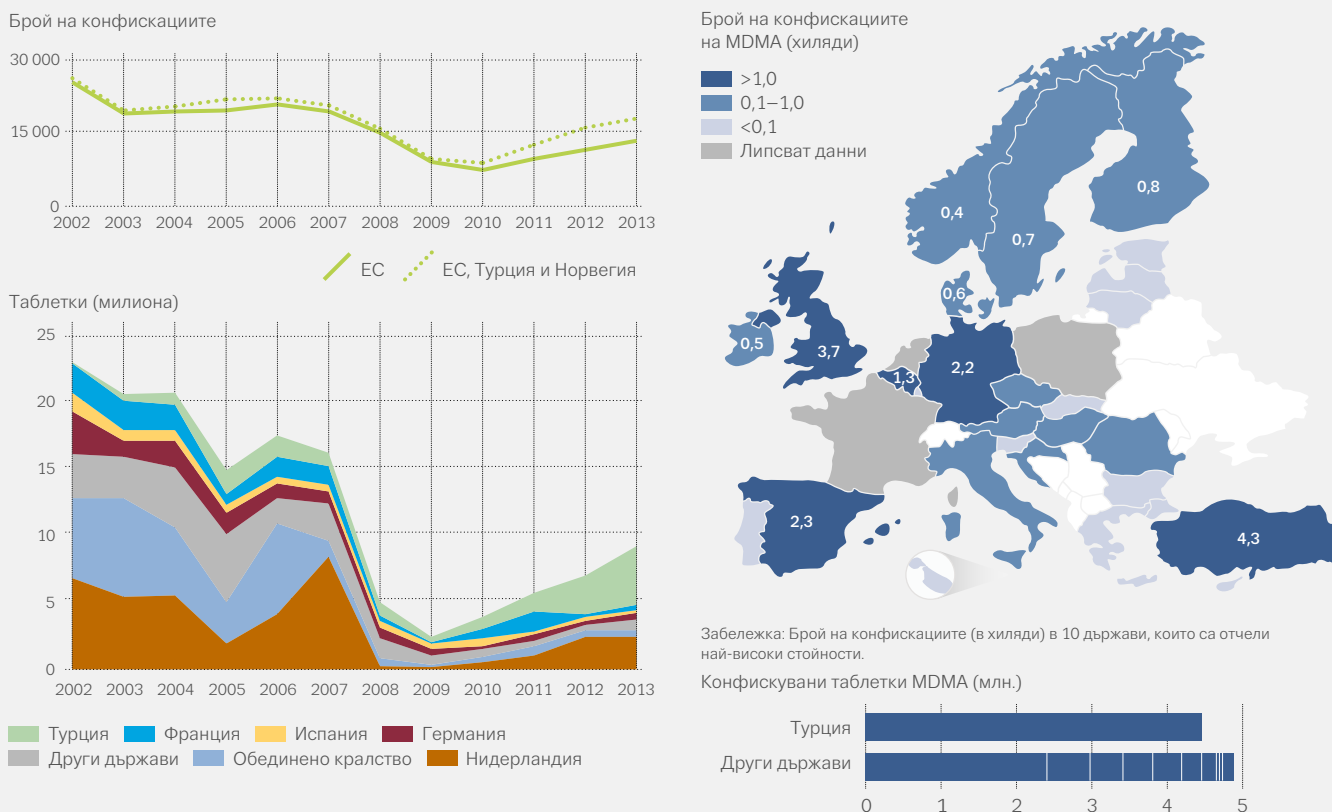 Брой на конфискациите
30 000
15 000
0
2002 2003 2004 2005 2006 2007 2008 2009 2010 2011 2012 2013
ЕС
ЕС, Турция и Норвегия
Таблетки (милиона)
25
20
15
10
5
0
2002 2003 2004 2005 2006 2007 2008 2009 2010 2011 2012 2013
Турция Франция Испания Германия
Други държави Обединено кралство Нидерландия
Брой на конфискациите
на MDMA (хиляди)
>1,0
0,1–1,0
<0,1
Липсват данни
0,8
0,4
0,7
0,6
0,5
3,7
2,2
1,3
2,3
4,3
Забележка: Брой на конфискациите (в хиляди) в 10 държави, които са отчели
най-високи стойности.
Конфискувани таблетки MDMA (млн.)
Турция
Други държави
0 1 2 3 4 5